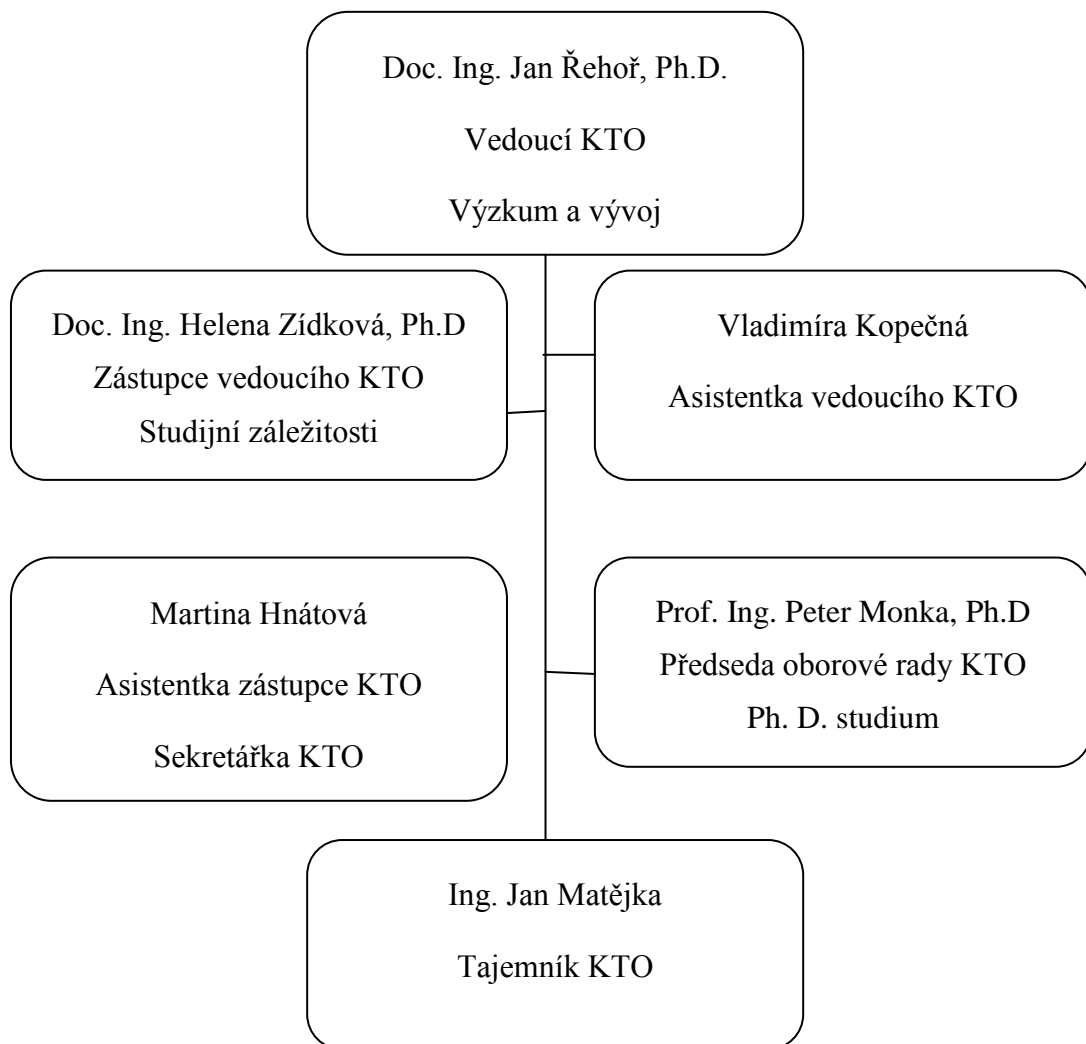 Doc. Ing. Jan Řehoř, Ph.D.
Vedoucí KTO
Výzkum a vývoj
Doc. Ing. Helena Zídková, Ph.D
Zástupce vedoucího KTO
Studijní záležitosti
Vladimíra Kopečná
Asistentka vedoucího KTO
Martina Hnátová
Asistentka zástupce KTO
Sekretářka KTO
Prof. Ing. Peter Monka, Ph.D
Předseda oborové rady KTO
Ph. D. studium
Ing. Jan Matějka
Tajemník KTO